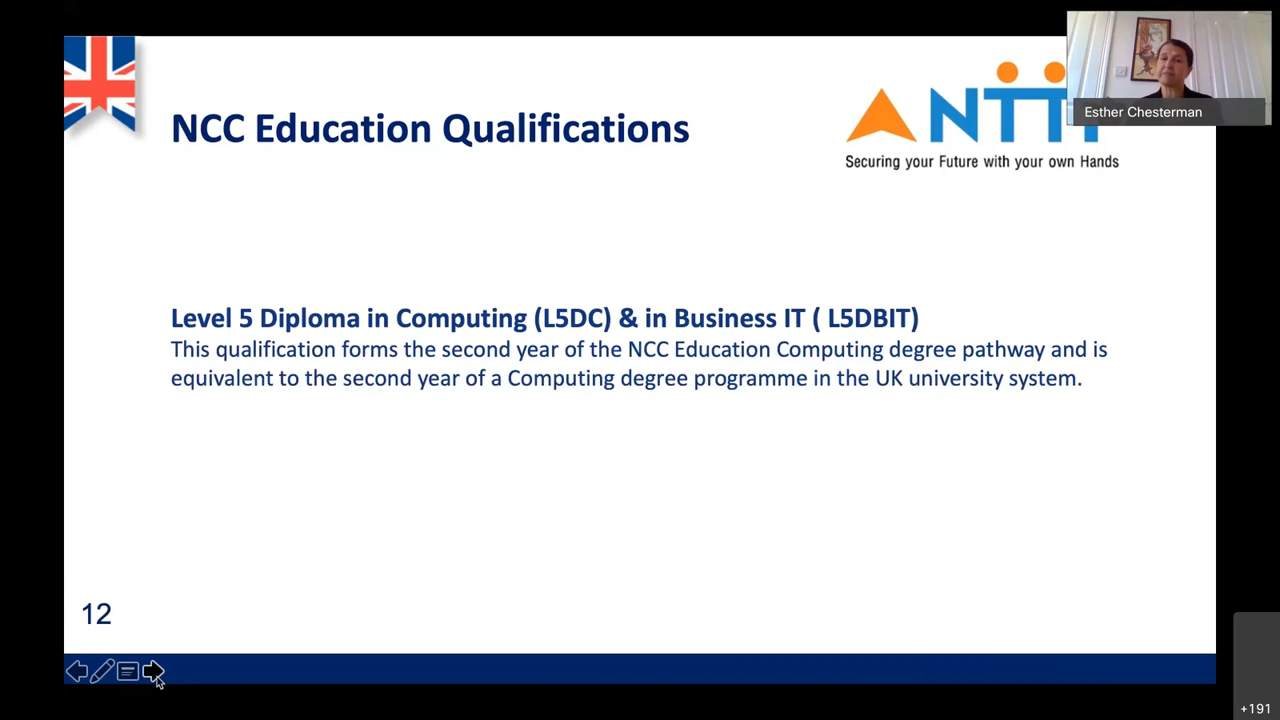 NCC Education Qualifications
ANTT
Securing your Future with your own Hands
Esther Chesterman
Level 5 Diploma in Computing (L5DC) & in Business IT ( L5DBIT)
This qualification forms the second year of the NCC Education Computing degree pathway and is
equivalent to the second year of a Computing degree programme in the UK university system.
12
+191